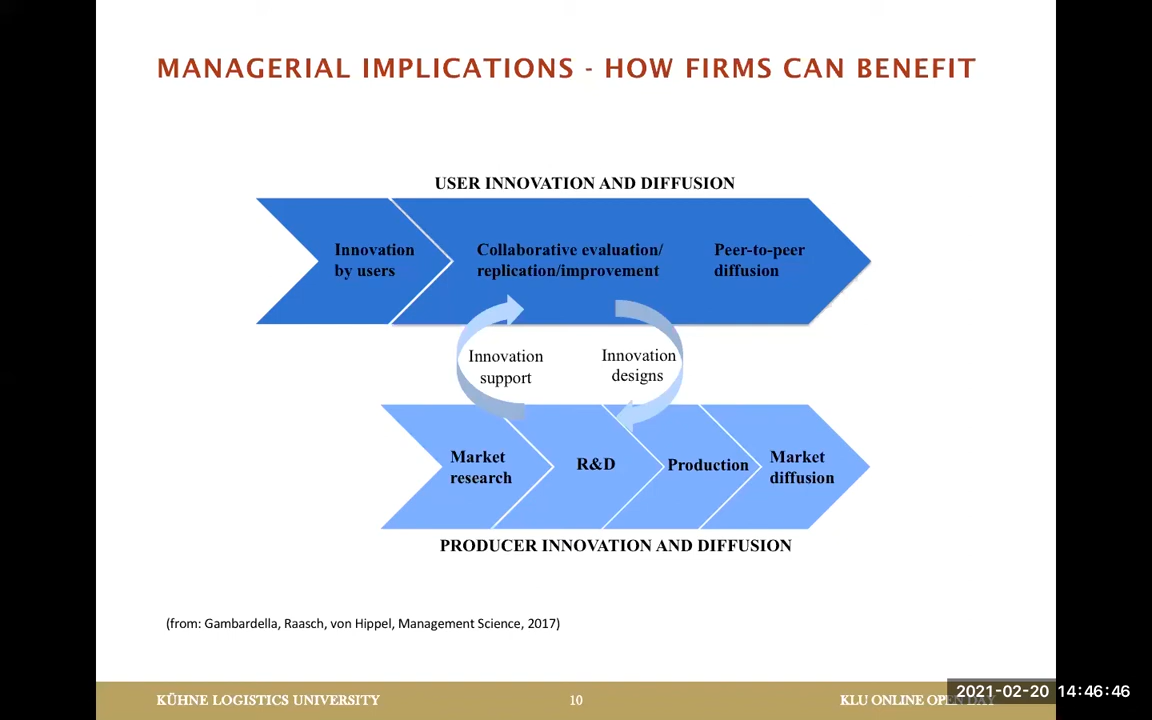 MANAGERIAL IMPLICATIONS - HOW FIRMS CAN BENEFIT
USER INNOVATION AND DIFFUSION
Innovation
by users
Collaborative evaluation/
replication/improvement
Peer-to-peer
diffusion
Innovation
support
Innovation
designs
Market
research
R&D
Production
Market
diffusion
PRODUCER INNOVATION AND DIFFUSION
(from: Gambardella, Raasch, von Hippel, Management Science, 2017)
KÜHNE LOGISTICS UNIVERSITY
10
KLU ONLINE OPEN DAY
2021-02-20 14:46:46